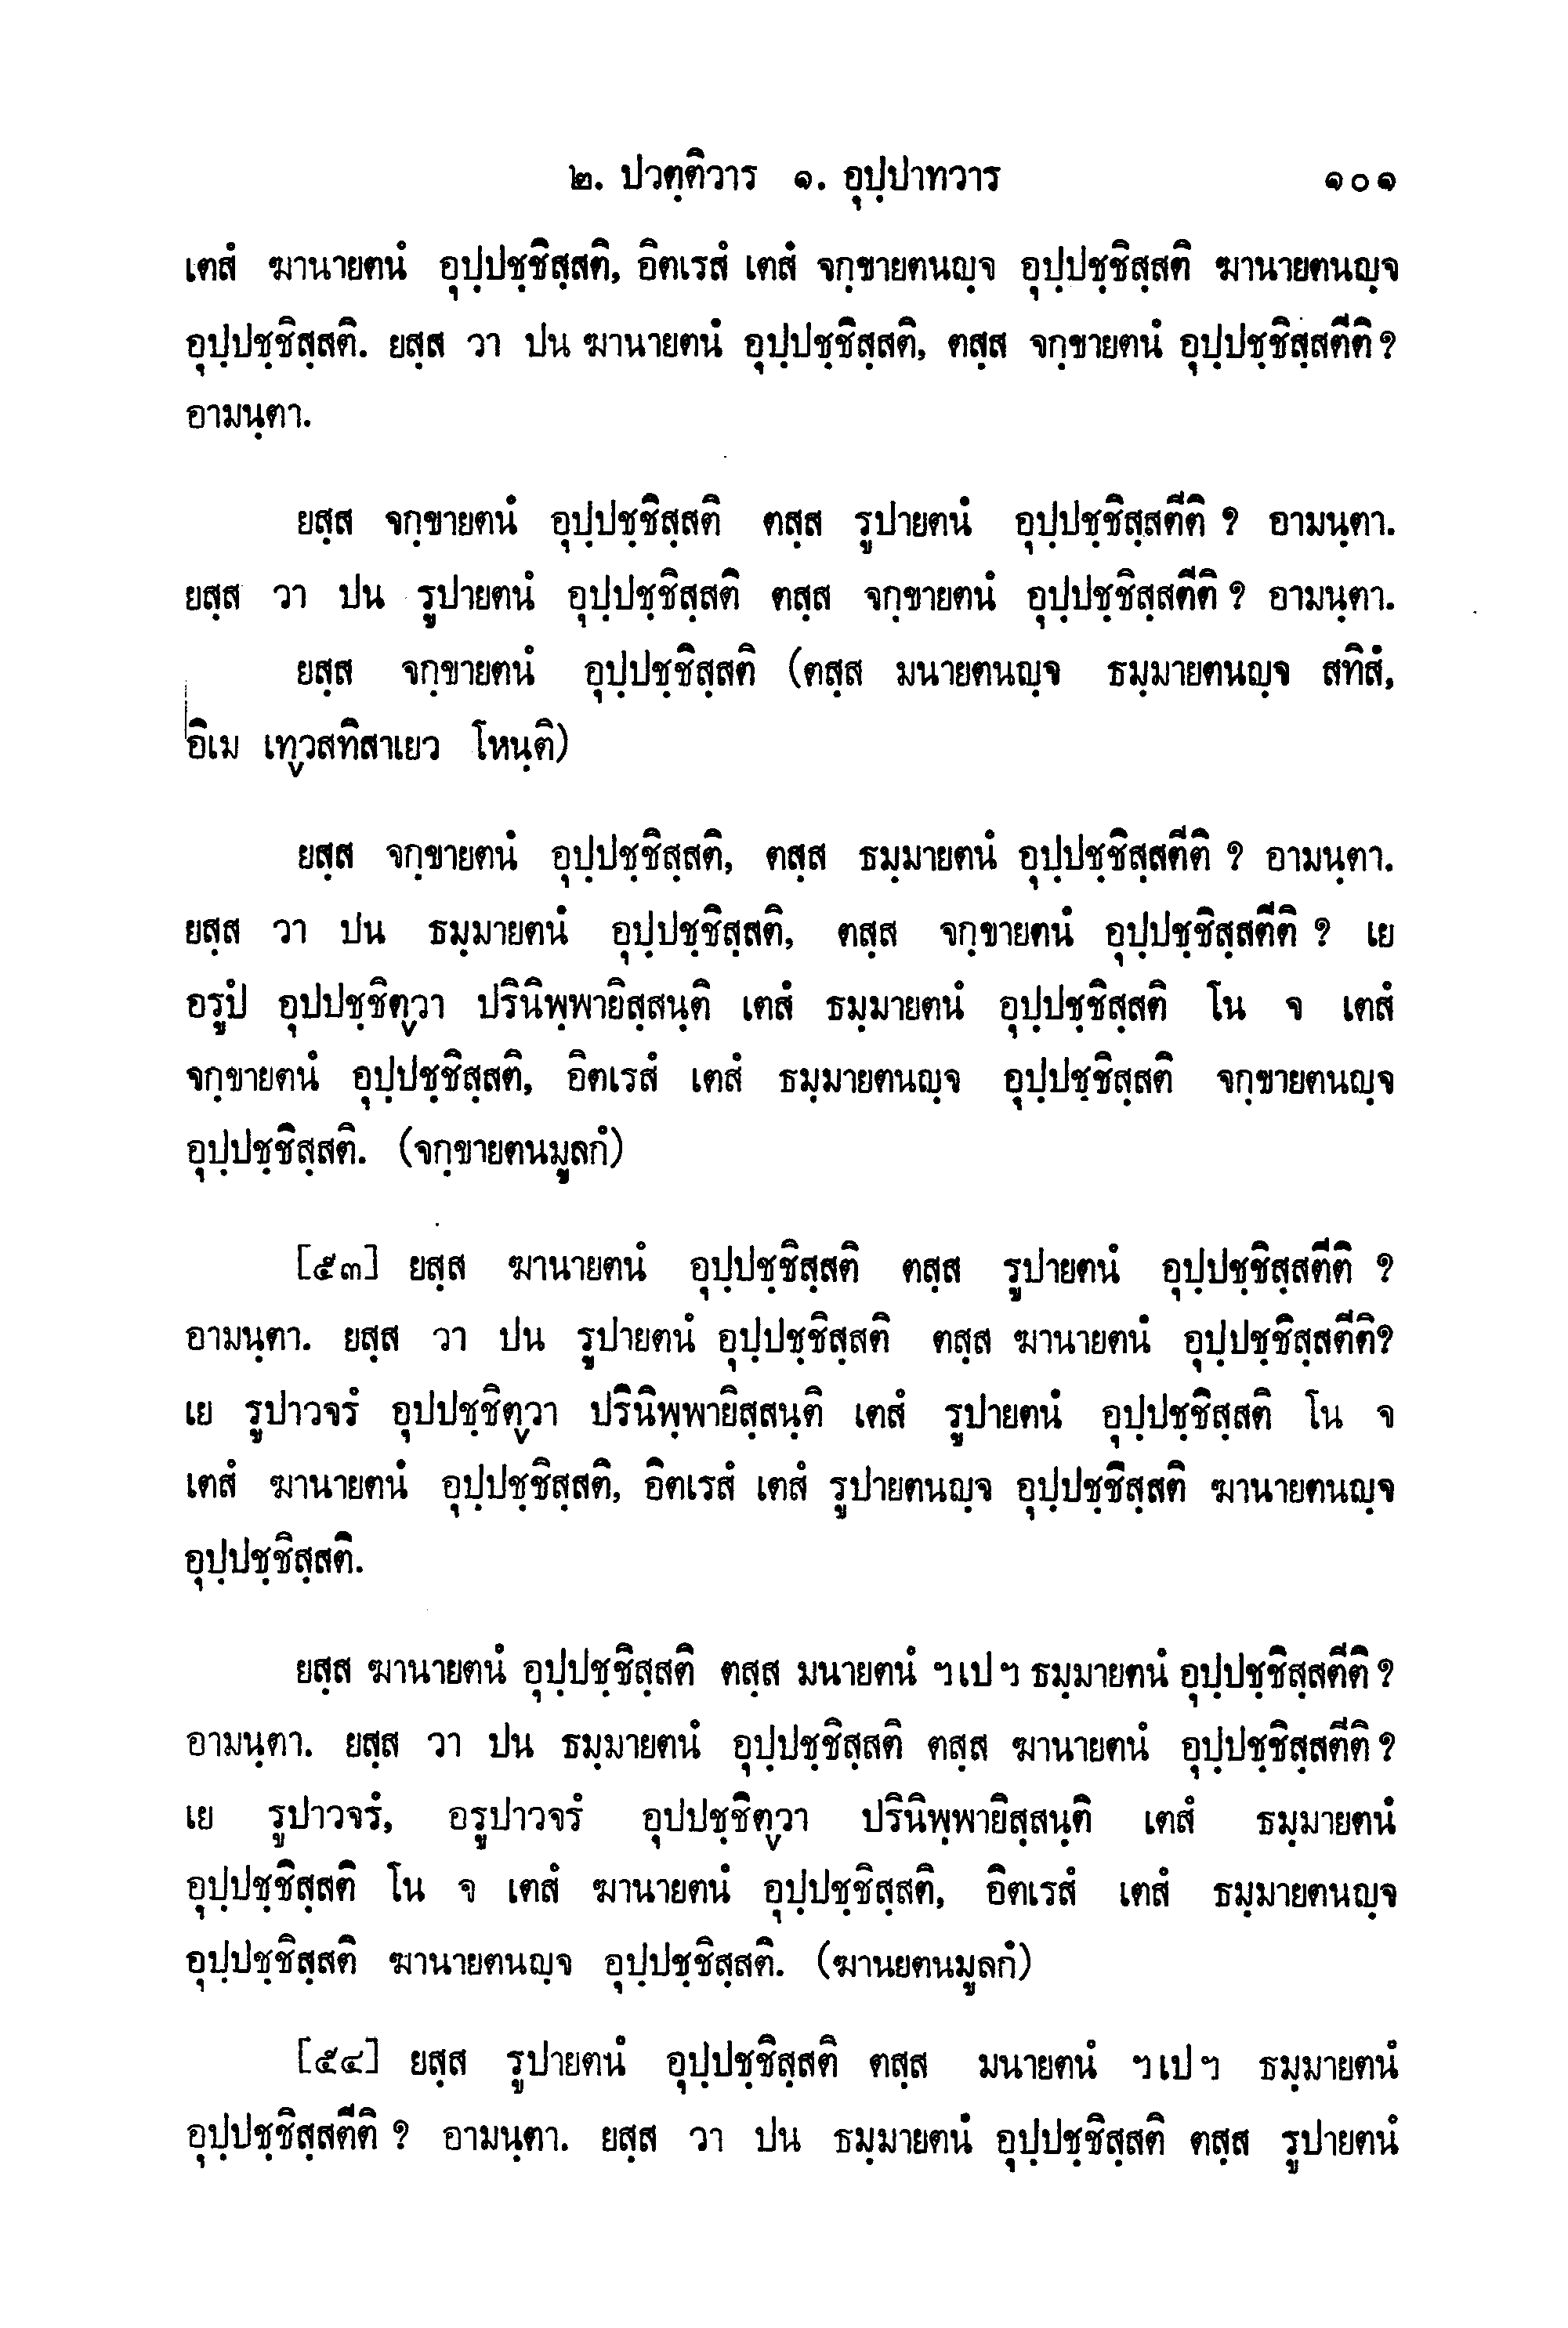 ๒. ปวตฺติวาร ๑. อุปฺปาทวาร ๑๐๑
เตสํ ฆานายตนํ อุปฺปชฺชิสฺสติ, อิตเรสํ เตสํ จกฺขายตนญฺจ อุปฺปชฺชิสฺสติ ฆานายตนญฺจ
อุปฺปชฺชิสฺสติ. ยสฺส วา ปน ฆานายตนํ อุปฺปชฺชิสฺสติ, ตสฺส จกฺขายตนํ อุปฺปชฺชิสฺสตีติ ?
อามนฺตา.
ยสฺส จกฺขายตนํ อุปฺปชฺชิสฺสติ ตสฺส รูปายตนํ อุปฺปชฺชิสฺสตีติ ? อามนฺตา.
ยสฺส วา ปน รูปายตนํ อุปฺปชฺชิสฺสติ ตสฺส จกฺขายตนํ อุปฺปชฺชิสฺสตีติ ? อามนฺตา.
ยสฺส จกฺขายตนํ อุปฺปชฺชิสฺสติ (ตสฺส มนายตนญฺจ ธมฺมายตนญฺจ สทิสํ,
อิเม เทฺวสทิสาเยว โหนฺติ)
ยสฺส จกฺขายตนํ อุปฺปชฺชิสฺสติ, ตสฺส ธมฺมายตนํ อุปฺปชฺชิสฺสตีติ ? อามนฺตา.
ยสฺส วา ปน ธมฺมายตนํ อุปฺปชฺชิสฺสติ, ตสฺส จกฺขายตนํ อุปฺปชฺชิสฺสตีติ ? เย
อรูปํ อุปปชฺชิตฺวา ปรินิพฺพายิสฺสนฺติ เตสํ ธมฺมายตนํ อุปฺปชฺชิสฺสติ โน จ เตสํ
จกฺขายตนํ อุปฺปชฺชิสฺสติ, อิตเรสํ เตสํ ธมฺมายตนญฺจ อุปฺปชฺชิสฺสติ จกฺขายตนญฺจ
อุปฺปชฺชิสฺสติ. (จกฺขายตนมูลกํ)
[๕๓] ยสฺส ฆานายตนํ อุปฺปชฺชิสฺสติ ตสฺส รูปายตนํ อุปฺปชฺชิสฺสตีติ ?
อามนฺตา. ยสฺส วา ปน รูปายตนํ อุปฺปชฺชิสฺสติ ตสฺส ฆานายตนํ อุปฺปชฺชิสฺสตีติ?
เย รูปาวจรํ อุปปชฺชิตฺวา ปรินิพฺพายิสฺสนฺติ เตสํ รูปายตนํ อุปฺปชฺชิสฺสติ โน จ
เตสํ ฆานายตนํ อุปฺปชฺชิสฺสติ, อิตเรสํ เตสํ รูปายตนญฺจ อุปฺปชฺชิสฺสติ ฆานายตนญฺจ
อุปฺปชฺชิสฺสติ.
ยสฺส ฆานายตนํ อุปฺปชฺชิสฺสติ ตสฺส มนายตนํ ฯเปฯ ธมฺมายตนํ อุปฺปชฺชิสฺสตีติ ?
อามนฺตา. ยสฺส วา ปน ธมฺมายตนํ อุปฺปชฺชิสฺสติ ตสฺส ฆานายตนํ อุปฺปชฺชิสฺสตีติ ?
เย รูปาวจรํ, อรูปาวจรํ อุปปชฺชิตฺวา ปรินิพฺพายิสฺสนฺติ เตสํ ธมฺมายตนํ
อุปฺปชฺชิสฺสติ โน จ เตสํ ฆานายตนํ อุปฺปชฺชิสฺสติ, อิตเรสํ เตสํ ธมฺมายตนญฺจ
อุปฺปชฺชิสฺสติ ฆานายตนญฺจ อุปฺปชฺชิสฺสติ. (ฆานยตนมูลกํ)
[๕๔] ยสฺส รูปายตนํ อุปฺปชฺชิสฺสติ ตสฺส มนายตนํ ฯเปฯ ธมฺมายตนํ
อุปฺปชฺชิสฺสตีติ ? อามนฺตา. ยสฺส วา ปน ธมฺมายตนํ อุปฺปชฺชิสฺสติ ตสฺส รูปายตนํ